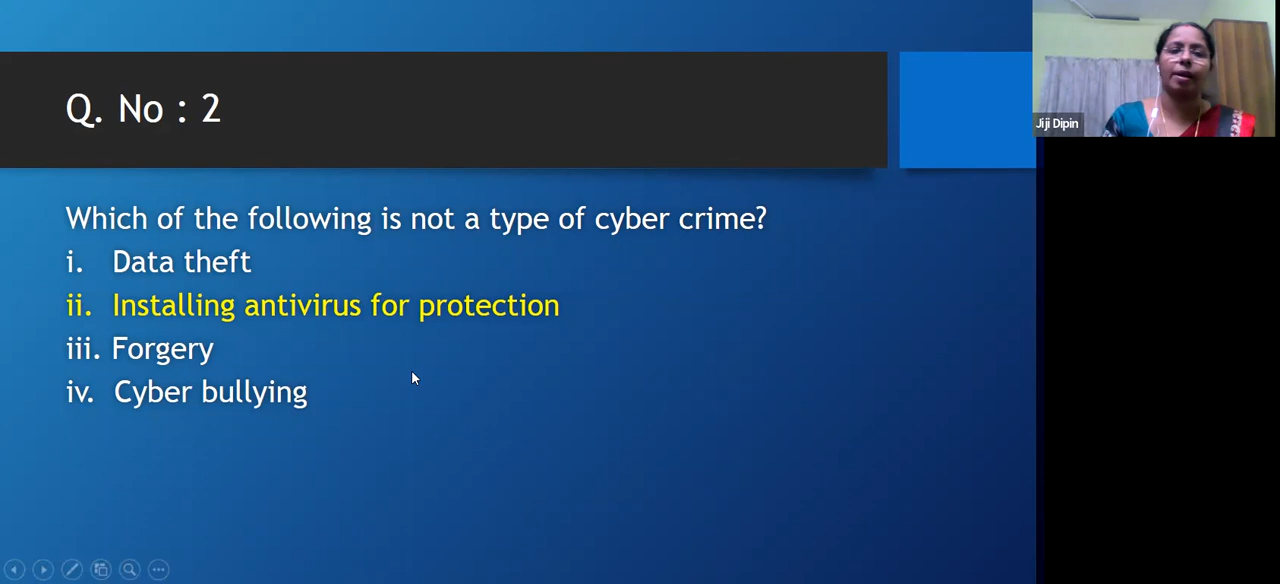 Q. No : 2
Jiji Dipin
Which of the following is not a type of cyber crime?
i. Data theft
ii. Installing antivirus for protection
iii. Forgery
iv. Cyber bullying